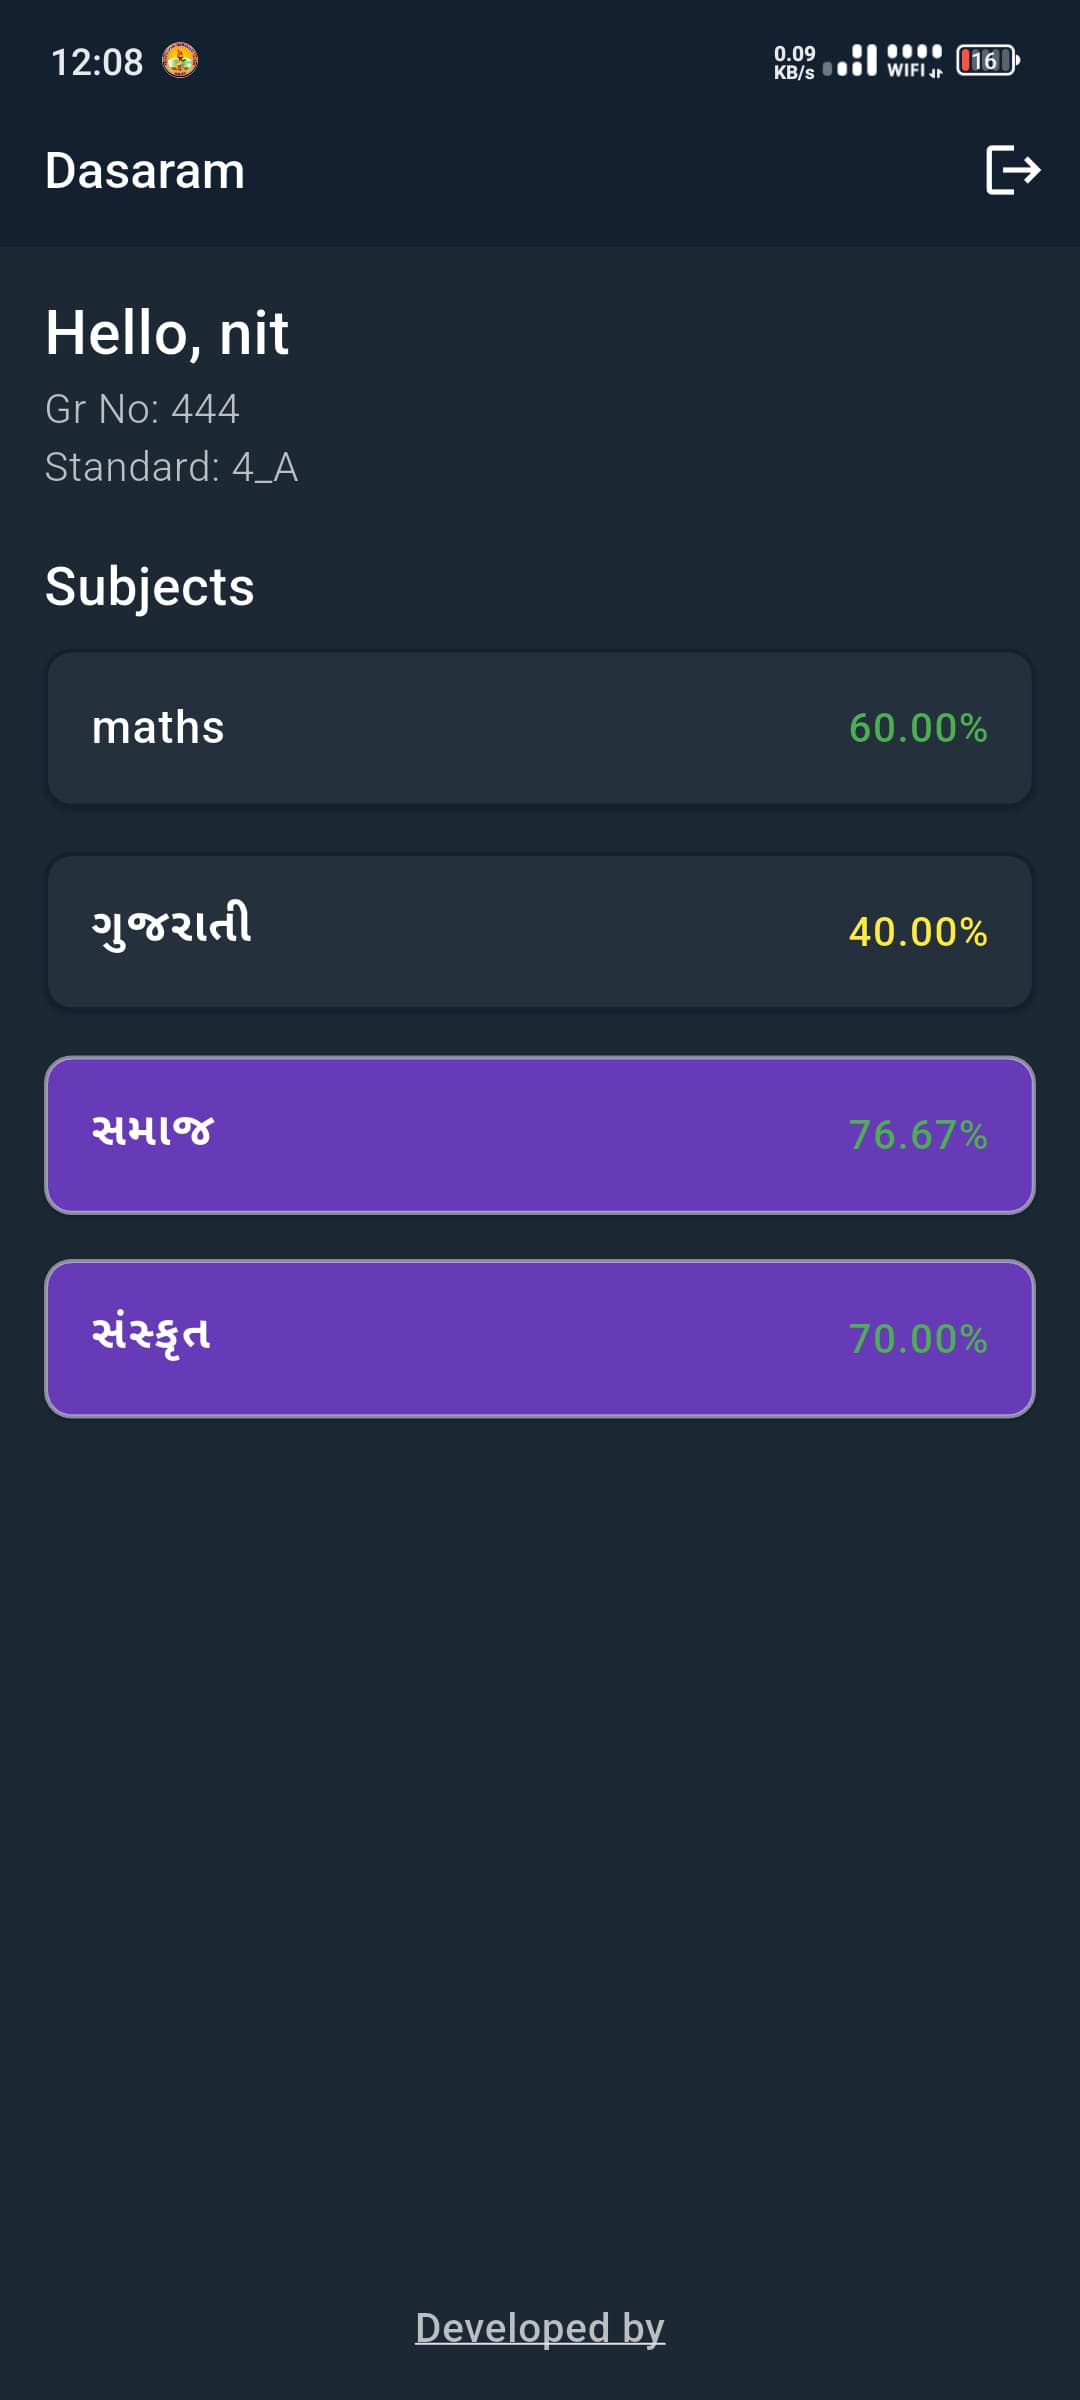 12:08
0.09
KB/s
WIFI
16
Dasaram
Hello, nit
Gr No: 444
Standard: 4_A
Subjects
maths 60.00%
ગુજરાતી 40.00%
સમાજ 76.67%
સંસ્કૃત 70.00%
Developed by